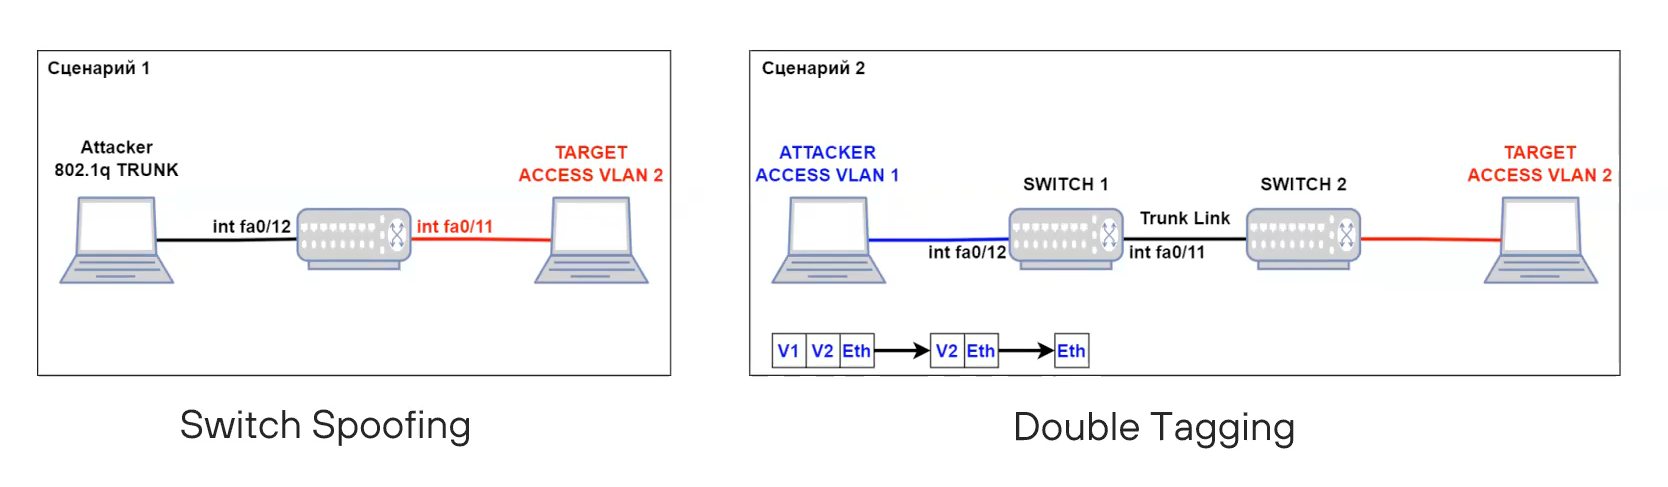 Сценарий 1
Attacker
802.1q TRUNK
TARGET
ACCESS VLAN 2
int fa0/12
int fa0/11
Switch Spoofing
Сценарий 2
ATTACKER
ACCESS VLAN 1
SWITCH 1
SWITCH 2
TARGET
ACCESS VLAN 2
Trunk Link
int fa0/12
int fa0/11
V1 V2 Eth
V2 Eth
Eth
Double Tagging